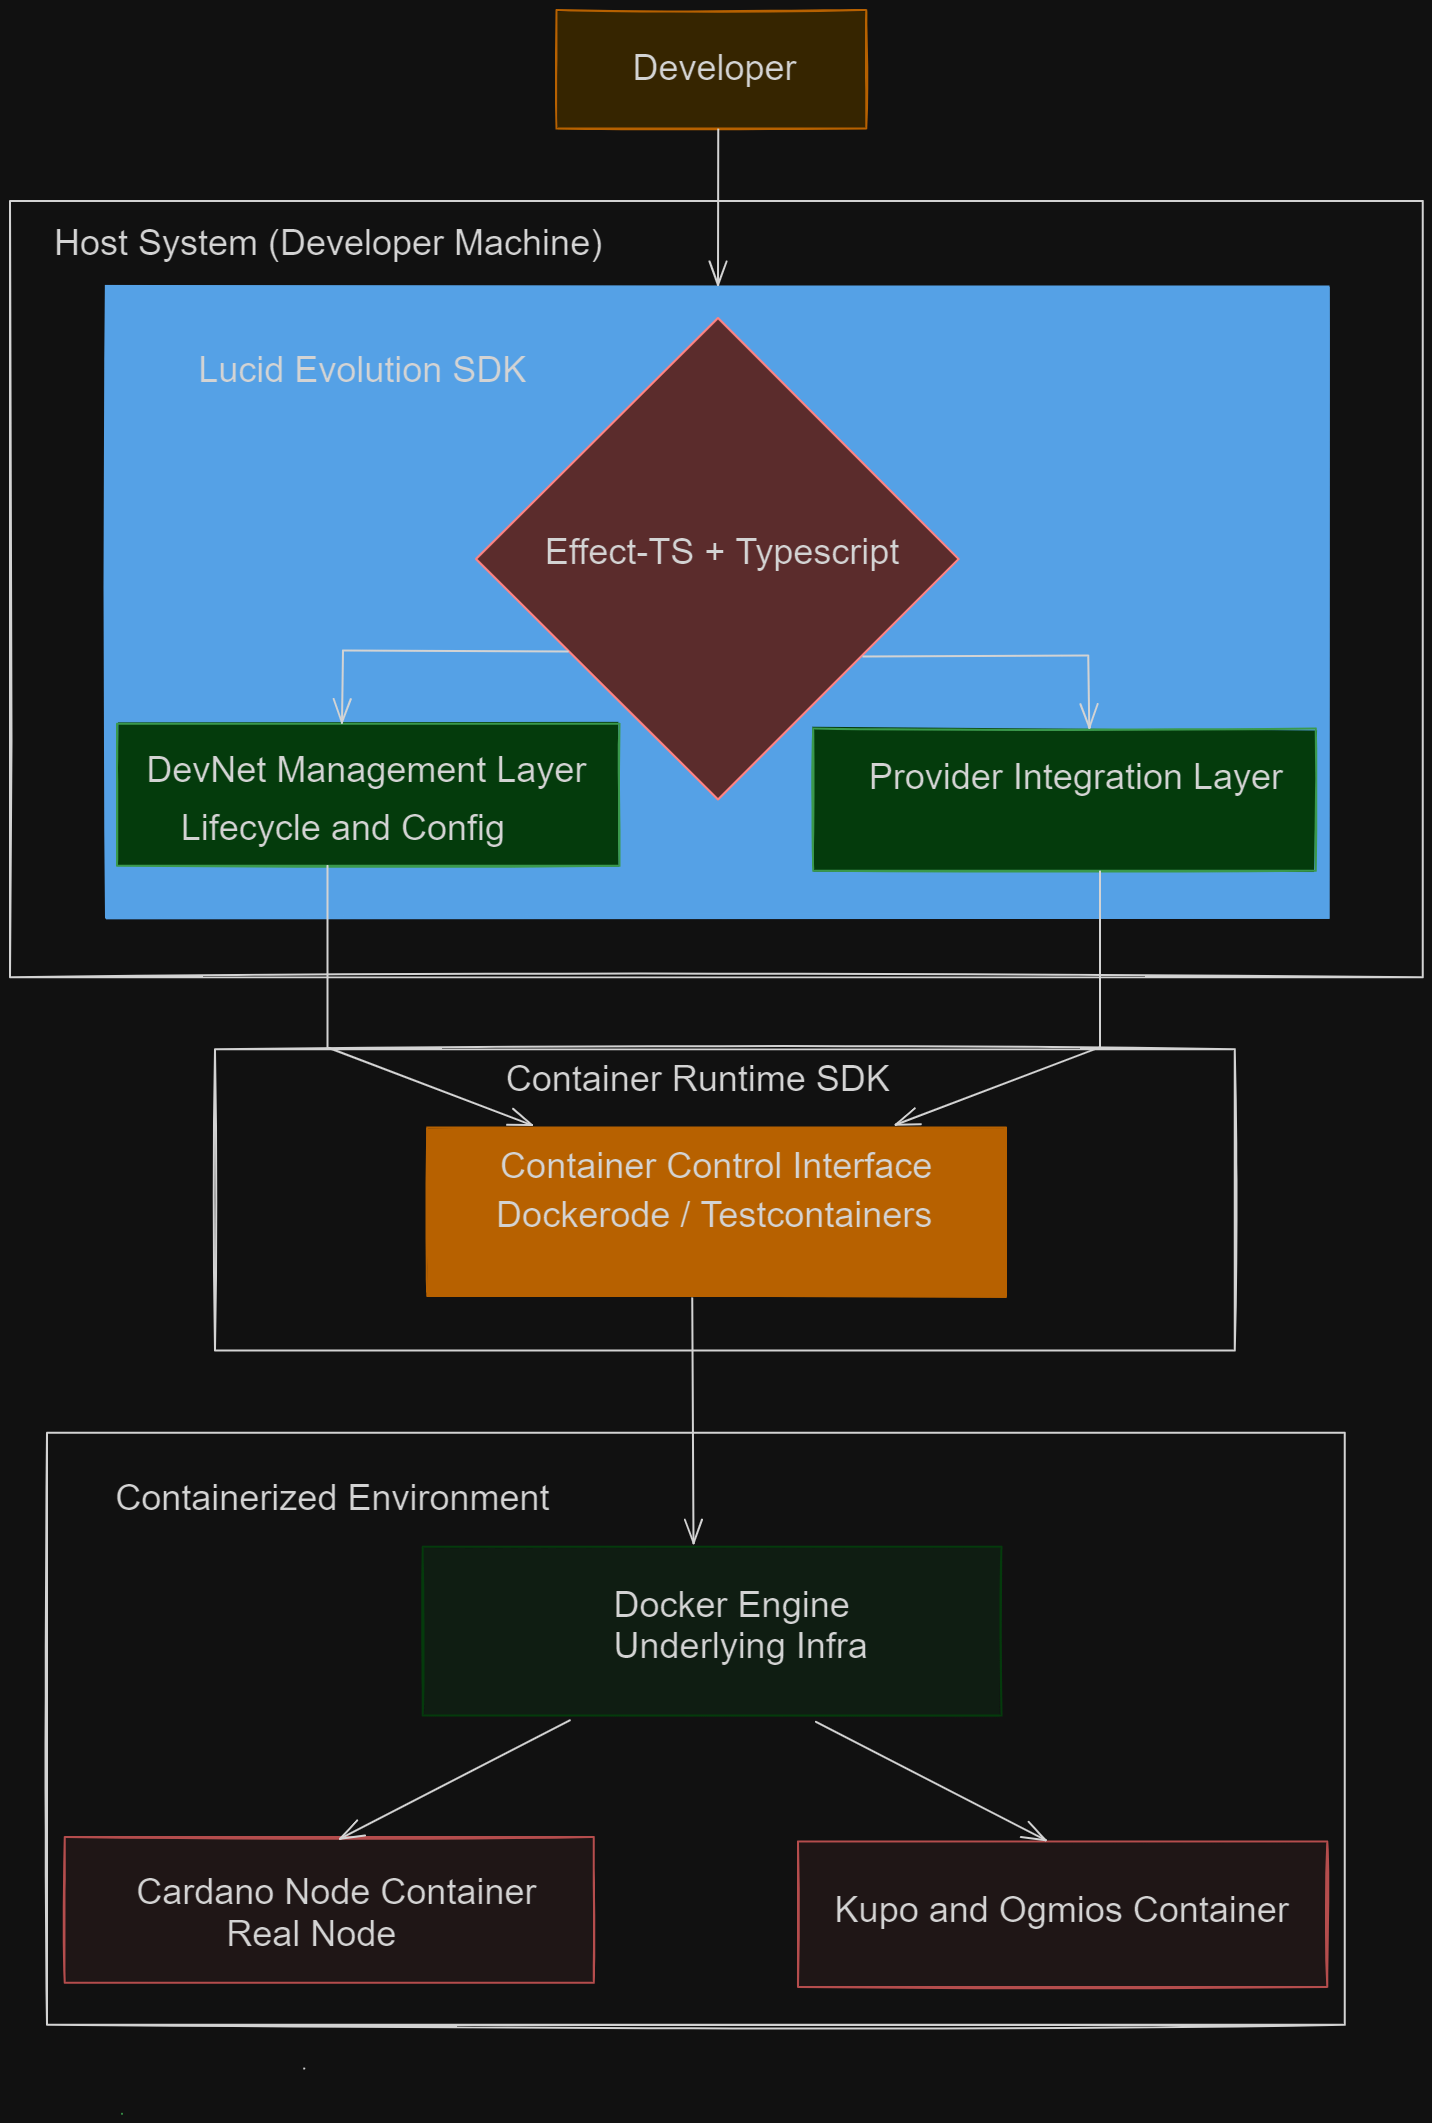 Developer
Host System (Developer Machine)
Lucid Evolution SDK
Effect-TS + Typescript
DevNet Management Layer
Lifecycle and Config
Provider Integration Layer
Container Runtime SDK
Container Control Interface
Dockerode / Testcontainers
Containerized Environment
Docker Engine
Underlying Infra
Cardano Node Container
Real Node
Kupo and Ogmios Container